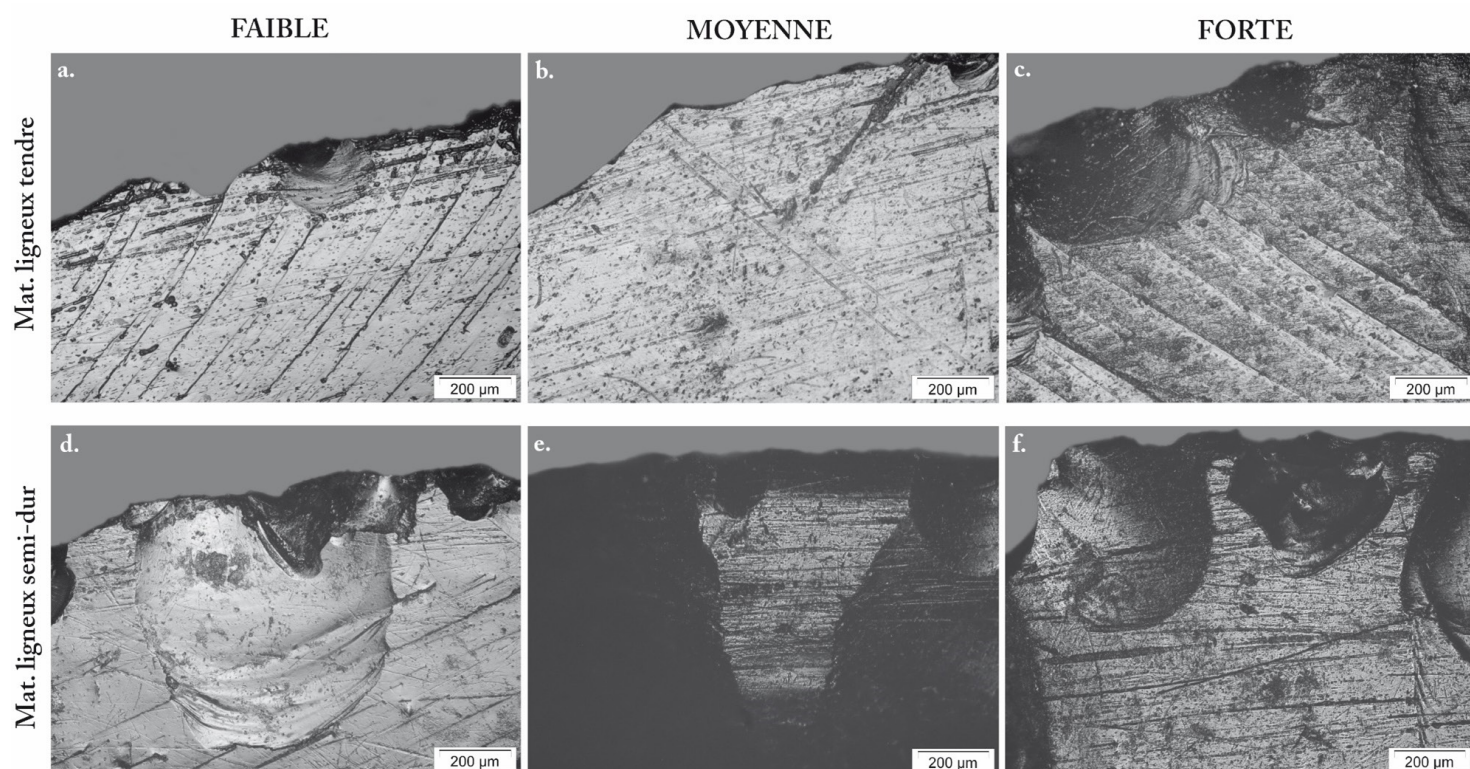 FAIBLE
MOYENNE
FORTE
Mat. ligneux tendre
a.
b.
c.
200 µm
200 µm
200 µm
Mat. ligneux semi-dur
d.
e.
f.
200 µm
200 µm
200 µm